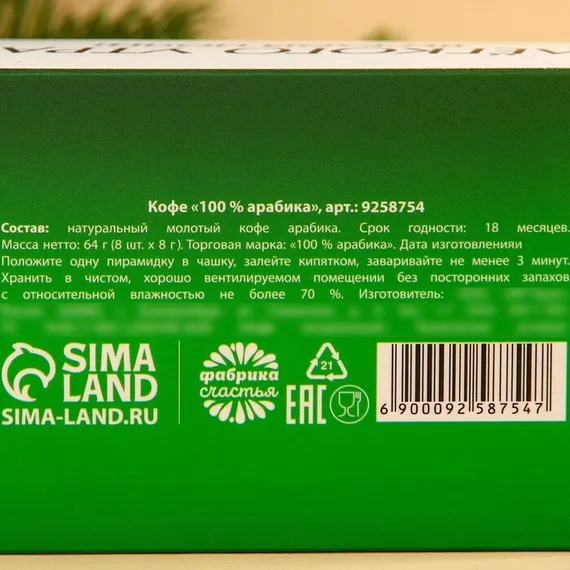 Кофе «100 % арабика», арт.: 9258754
Состав: натуральный молотый кофе арабика. Срок годности: 18 месяцев.
Масса нетто: 64 г (8 шт. х 8 г). Торговая марка: «100 % арабика». Дата изготовленияи
Положите одну пирамидку в чашку, залейте кипятком, заваривайте не менее 3 минут.
Хранить в чистом, хорошо вентилируемом помещении без посторонних запахов
с относительной влажностью не более 70 %. Изготовитель:
SIMA
LAND
SIMA-LAND.RU
фабрика
счастья
21
EAC
6 900092 587547